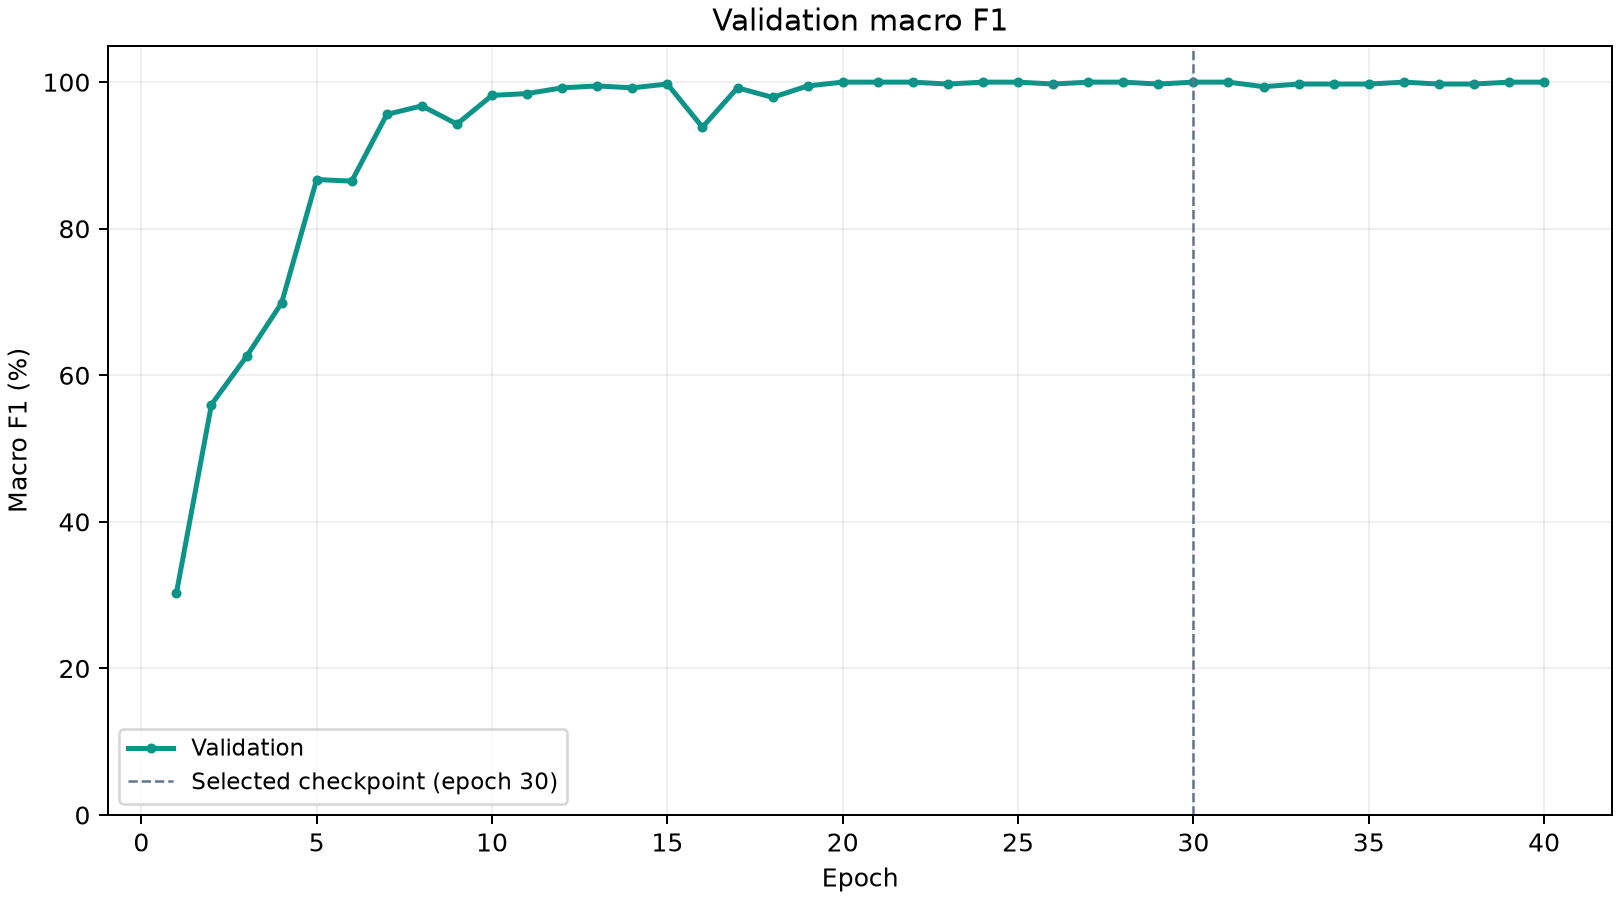 Validation macro F1
Macro F1 (%)
100
80
60
40
20
0
Validation
Selected checkpoint (epoch 30)
0 5 10 15 20 25 30 35 40
Epoch